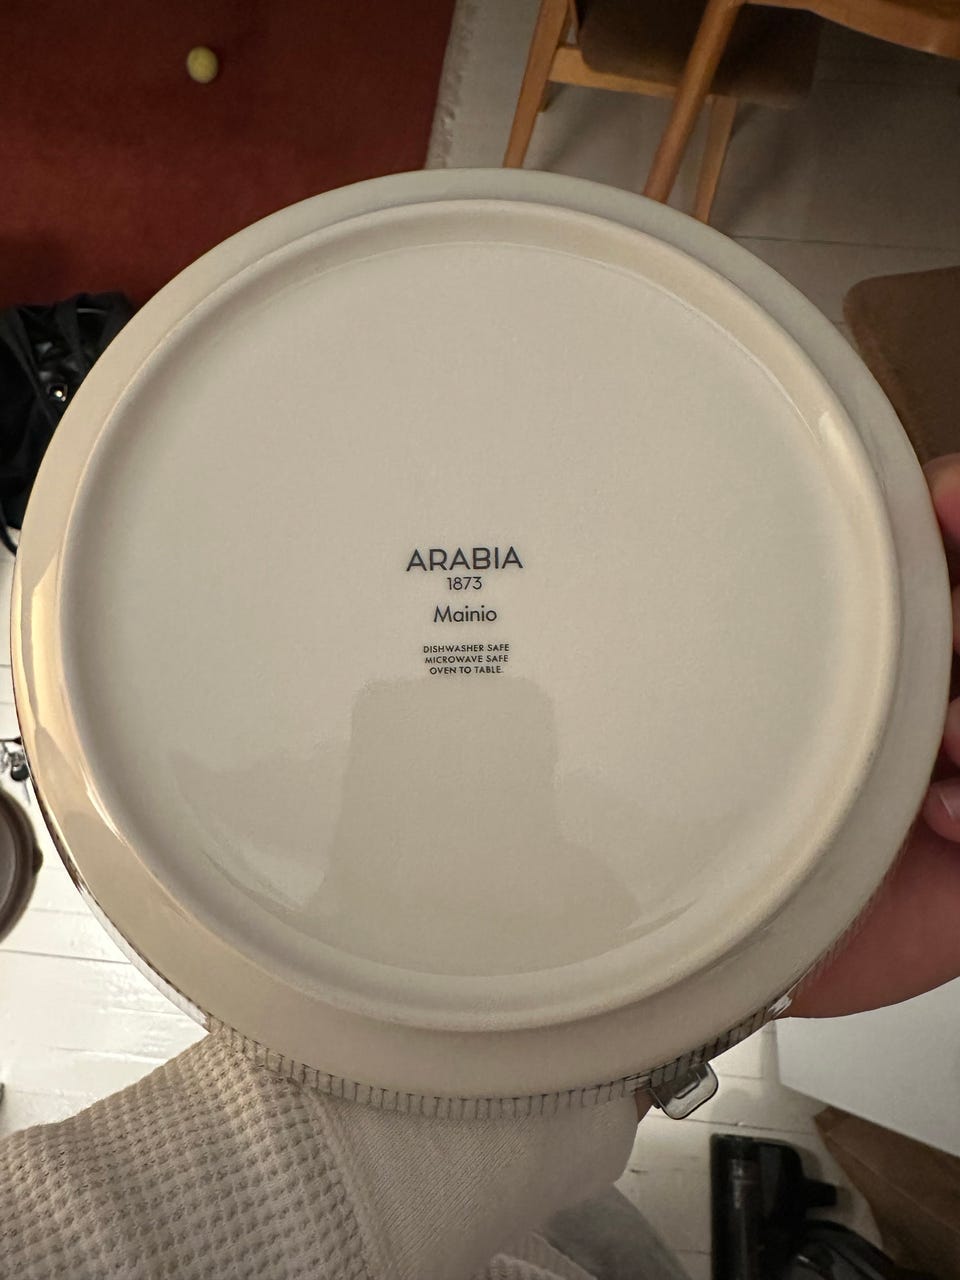 ARABIA
1873
Mainio
DISHWASHER SAFE
MICROWAVE SAFE
OVEN TO TABLE.